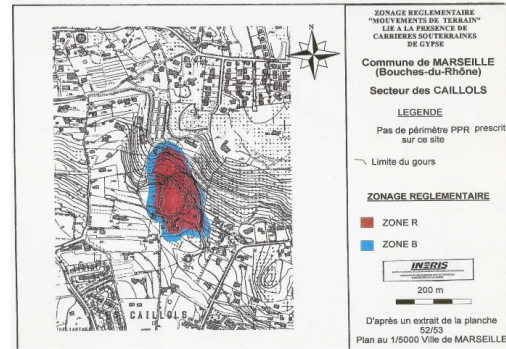 ZONAGE REGLEMENTAIRE
"MOUVEMENTS DE TERRAIN"
LIE A LA PRESENCE DE
CARRIERES SOUTERRAINES
DE GYPSE
Commune de MARSEILLE
(Bouches-du-Rhône)
Secteur des CAILLOLS
LEGENDE
Pas de périmètre PPR prescrit
sur ce site
Limite du gours
ZONAGE REGLEMENTAIRE
ZONE R
ZONE B
INERIS
200 m
D'après un extrait de la planche
52/53
Plan au 1/5000 Ville de MARSEILLE
N
CAILLOLS